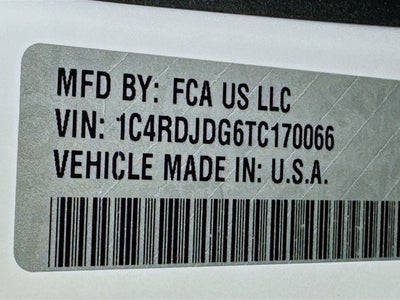 MFD BY: FCA US LLC
VIN: 1C4RDJDG6TC170066
VEHICLE MADE IN: U.S.A.